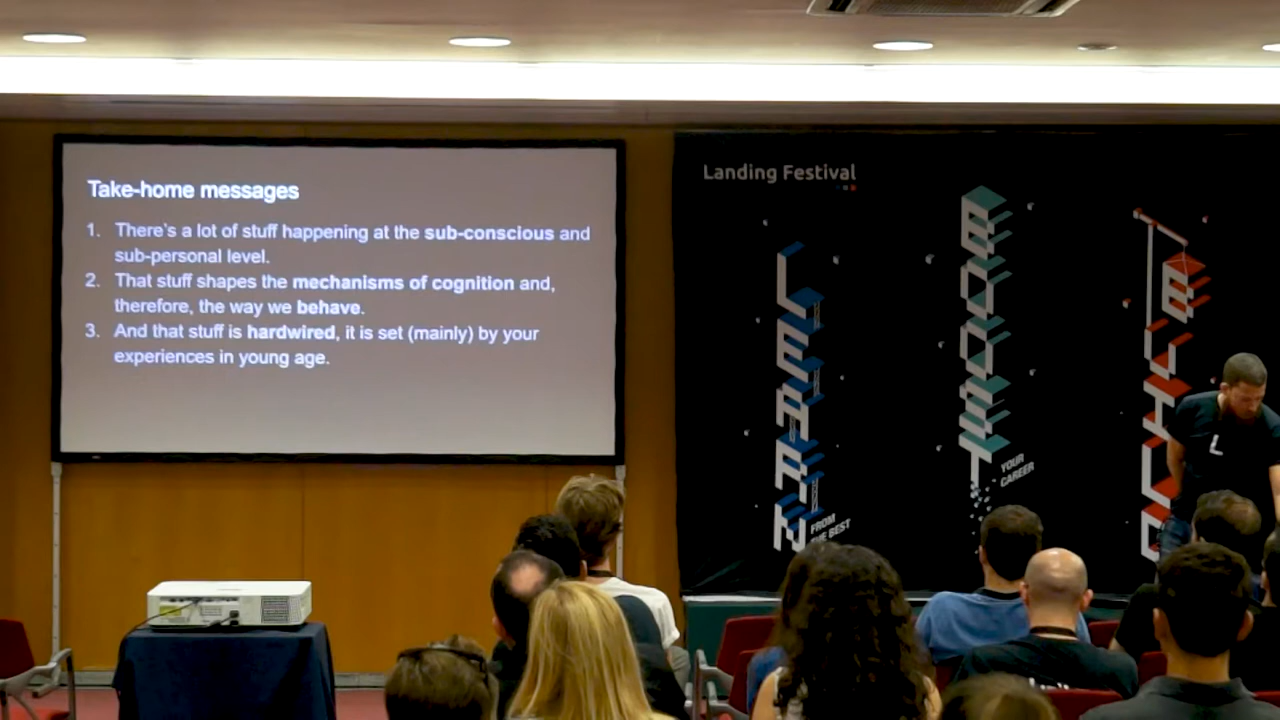 Take-home messages
1. There's a lot of stuff happening at the sub-conscious and
sub-personal level.
2. That stuff shapes the mechanisms of cognition and,
therefore, the way we behave.
3. And that stuff is hardwired, it is set (mainly) by your
experiences in young age.
Landing Festival
LEARN
FROM
THE BEST
BOOST
YOUR
CAREER
BUILD
L